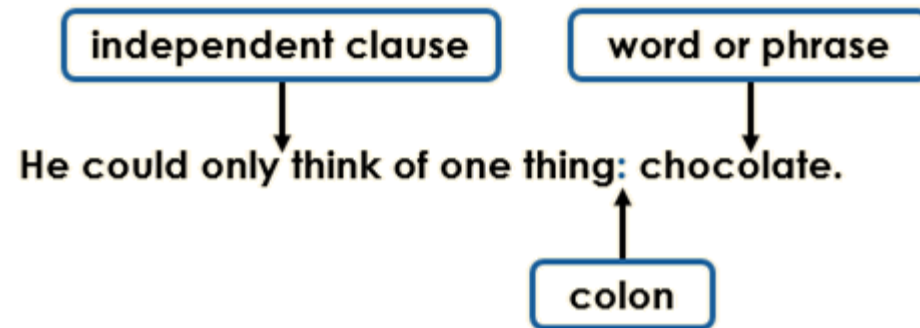 independent clause
word or phrase
He could only think of one thing: chocolate.
colon